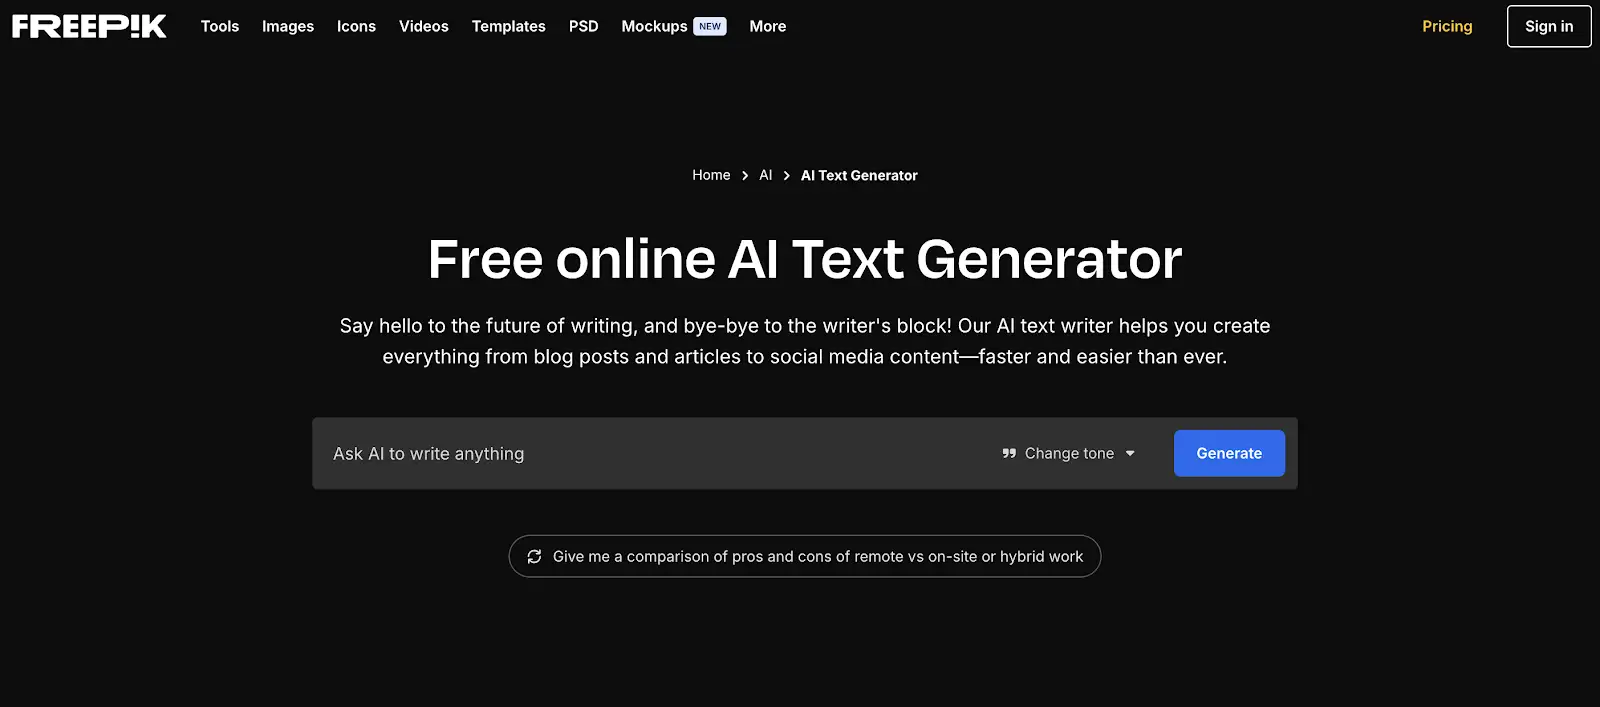 FREEP!K Tools Images Icons Videos Templates PSD Mockups NEW More Pricing Sign in
Home > AI > AI Text Generator
Free online AI Text Generator
Say hello to the future of writing, and bye-bye to the writer's block! Our AI text writer helps you create
everything from blog posts and articles to social media content—faster and easier than ever.
Ask AI to write anything Change tone Generate
Give me a comparison of pros and cons of remote vs on-site or hybrid work